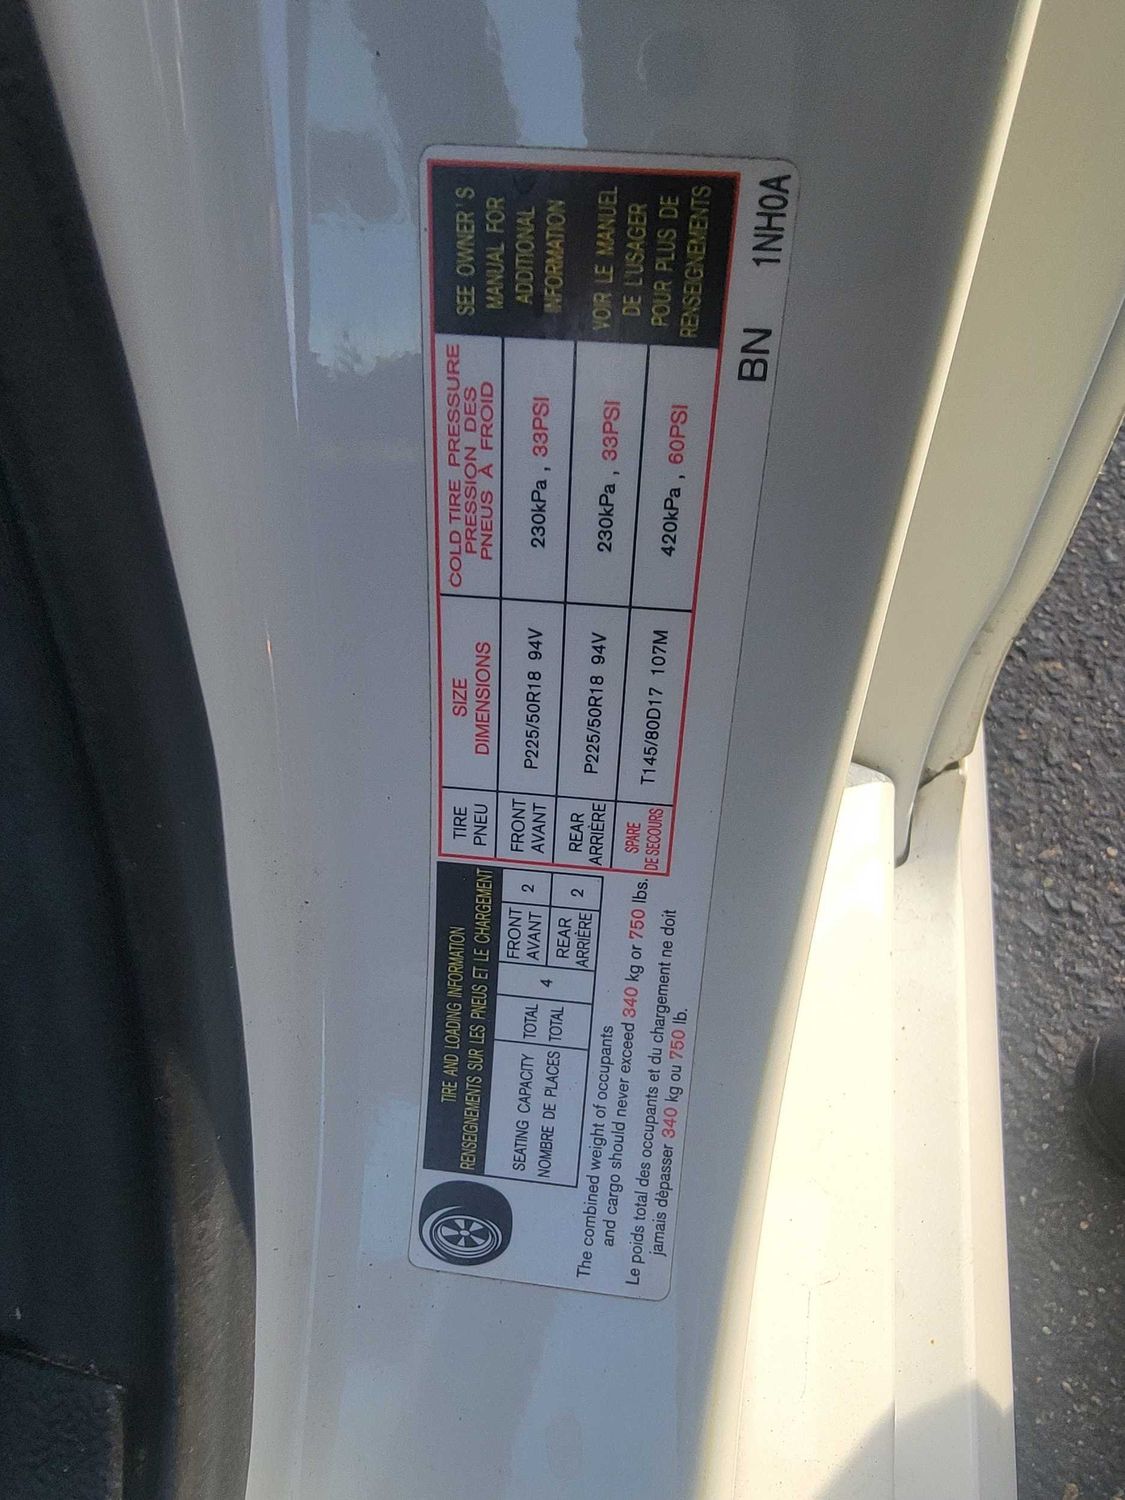 TIRE AND LOADING INFORMATION
RENSEIGNEMENTS SUR LES PNEUS ET LE CHARGEMENT
SEATING CAPACITY
NOMBRE DE PLACES
TOTAL
TOTAL
4
FRONT
AVANT
2
REAR
ARRIÈRE
2
The combined weight of occupants
and cargo should never exceed 340 kg or 750 lbs.
Le poids total des occupants et du chargement ne doit
jamais dépasser 340 kg ou 750 lb.
TIRE
PNEU
SIZE
DIMENSIONS
COLD TIRE PRESSURE
PRESSION DES
PNEUS À FROID
FRONT
AVANT
P225/50R18 94V
230kPa , 33PSI
REAR
ARRIÈRE
P225/50R18 94V
230kPa , 33PSI
SPARE
DE SECOURS
T145/80D17 107M
420kPa , 60PSI
SEE OWNER'S
MANUAL FOR
ADDITIONAL
INFORMATION
VOIR LE MANUEL
DE L'USAGER
POUR PLUS DE
RENSEIGNEMENTS
BN 1NH0A